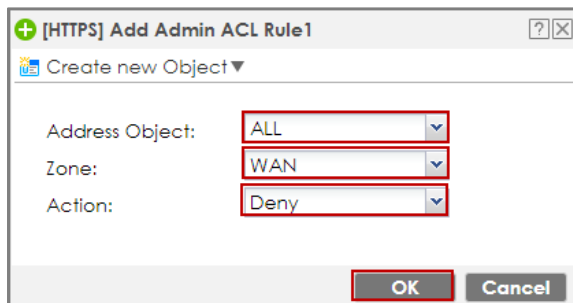 [HTTPS] Add Admin ACL Rule1
Create new Object
Address Object: ALL
Zone: WAN
Action: Deny
OK Cancel